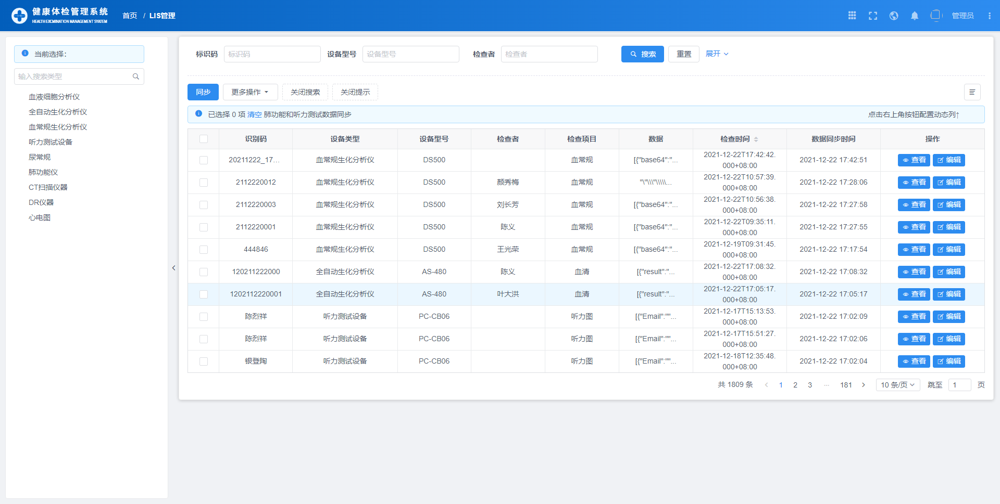 健康体检管理系统
HEALTH EXCMINATION MANAGEMENT SYATEM
首页 / LIS管理
管理员
当前选择:
输入搜索类型
血液细胞分析仪
全自动生化分析仪
血常规生化分析仪
听力测试设备
尿常规
肺功能仪
CT扫描仪器
DR仪器
心电图
标识码 标识码 设备型号 设备型号 检查者 检查者 搜索 重置 展开
同步 更多操作 关闭搜索 关闭提示
已选择 0 项 清空 肺功能和听力测试数据同步 点击右上角按钮配置动态列↑
识别码 设备类型 设备型号 检查者 检查项目 数据 检查时间 数据同步时间 操作
20211222_17... 血常规生化分析仪 DS500 血常规 [{"base64":"... 2021-12-22T17:42:42.000+08:00 2021-12-22 17:42:51 查看 编辑
2112220012 血常规生化分析仪 DS500 颜秀梅 血常规 "\"\\\"\\\\\... 2021-12-22T10:57:39.000+08:00 2021-12-22 17:28:06 查看 编辑
2112220003 血常规生化分析仪 DS500 刘长芳 血常规 [{"base64":"... 2021-12-22T10:56:38.000+08:00 2021-12-22 17:27:58 查看 编辑
2112220001 血常规生化分析仪 DS500 陈义 血常规 [{"base64":"... 2021-12-22T09:35:11.000+08:00 2021-12-22 17:27:55 查看 编辑
444846 血常规生化分析仪 DS500 王光荣 血常规 [{"base64":"... 2021-12-19T09:31:45.000+08:00 2021-12-22 17:17:54 查看 编辑
120211222000 全自动生化分析仪 AS-480 陈义 血清 [{"result":"... 2021-12-22T17:08:32.000+08:00 2021-12-22 17:08:32 查看 编辑
1202112220001 全自动生化分析仪 AS-480 叶大洪 血清 [{"result":"... 2021-12-22T17:05:17.000+08:00 2021-12-22 17:05:17 查看 编辑
陈烈祥 听力测试设备 PC-CB06 听力图 [{"Email":""... 2021-12-17T15:13:53.000+08:00 2021-12-22 17:02:09 查看 编辑
陈烈祥 听力测试设备 PC-CB06 听力图 [{"Email":""... 2021-12-17T15:51:27.000+08:00 2021-12-22 17:02:06 查看 编辑
银登陶 听力测试设备 PC-CB06 听力图 [{"Email":""... 2021-12-18T12:35:48.000+08:00 2021-12-22 17:02:04 查看 编辑
共 1809 条 1 2 3 ··· 181 10 条/页 跳至 1 页